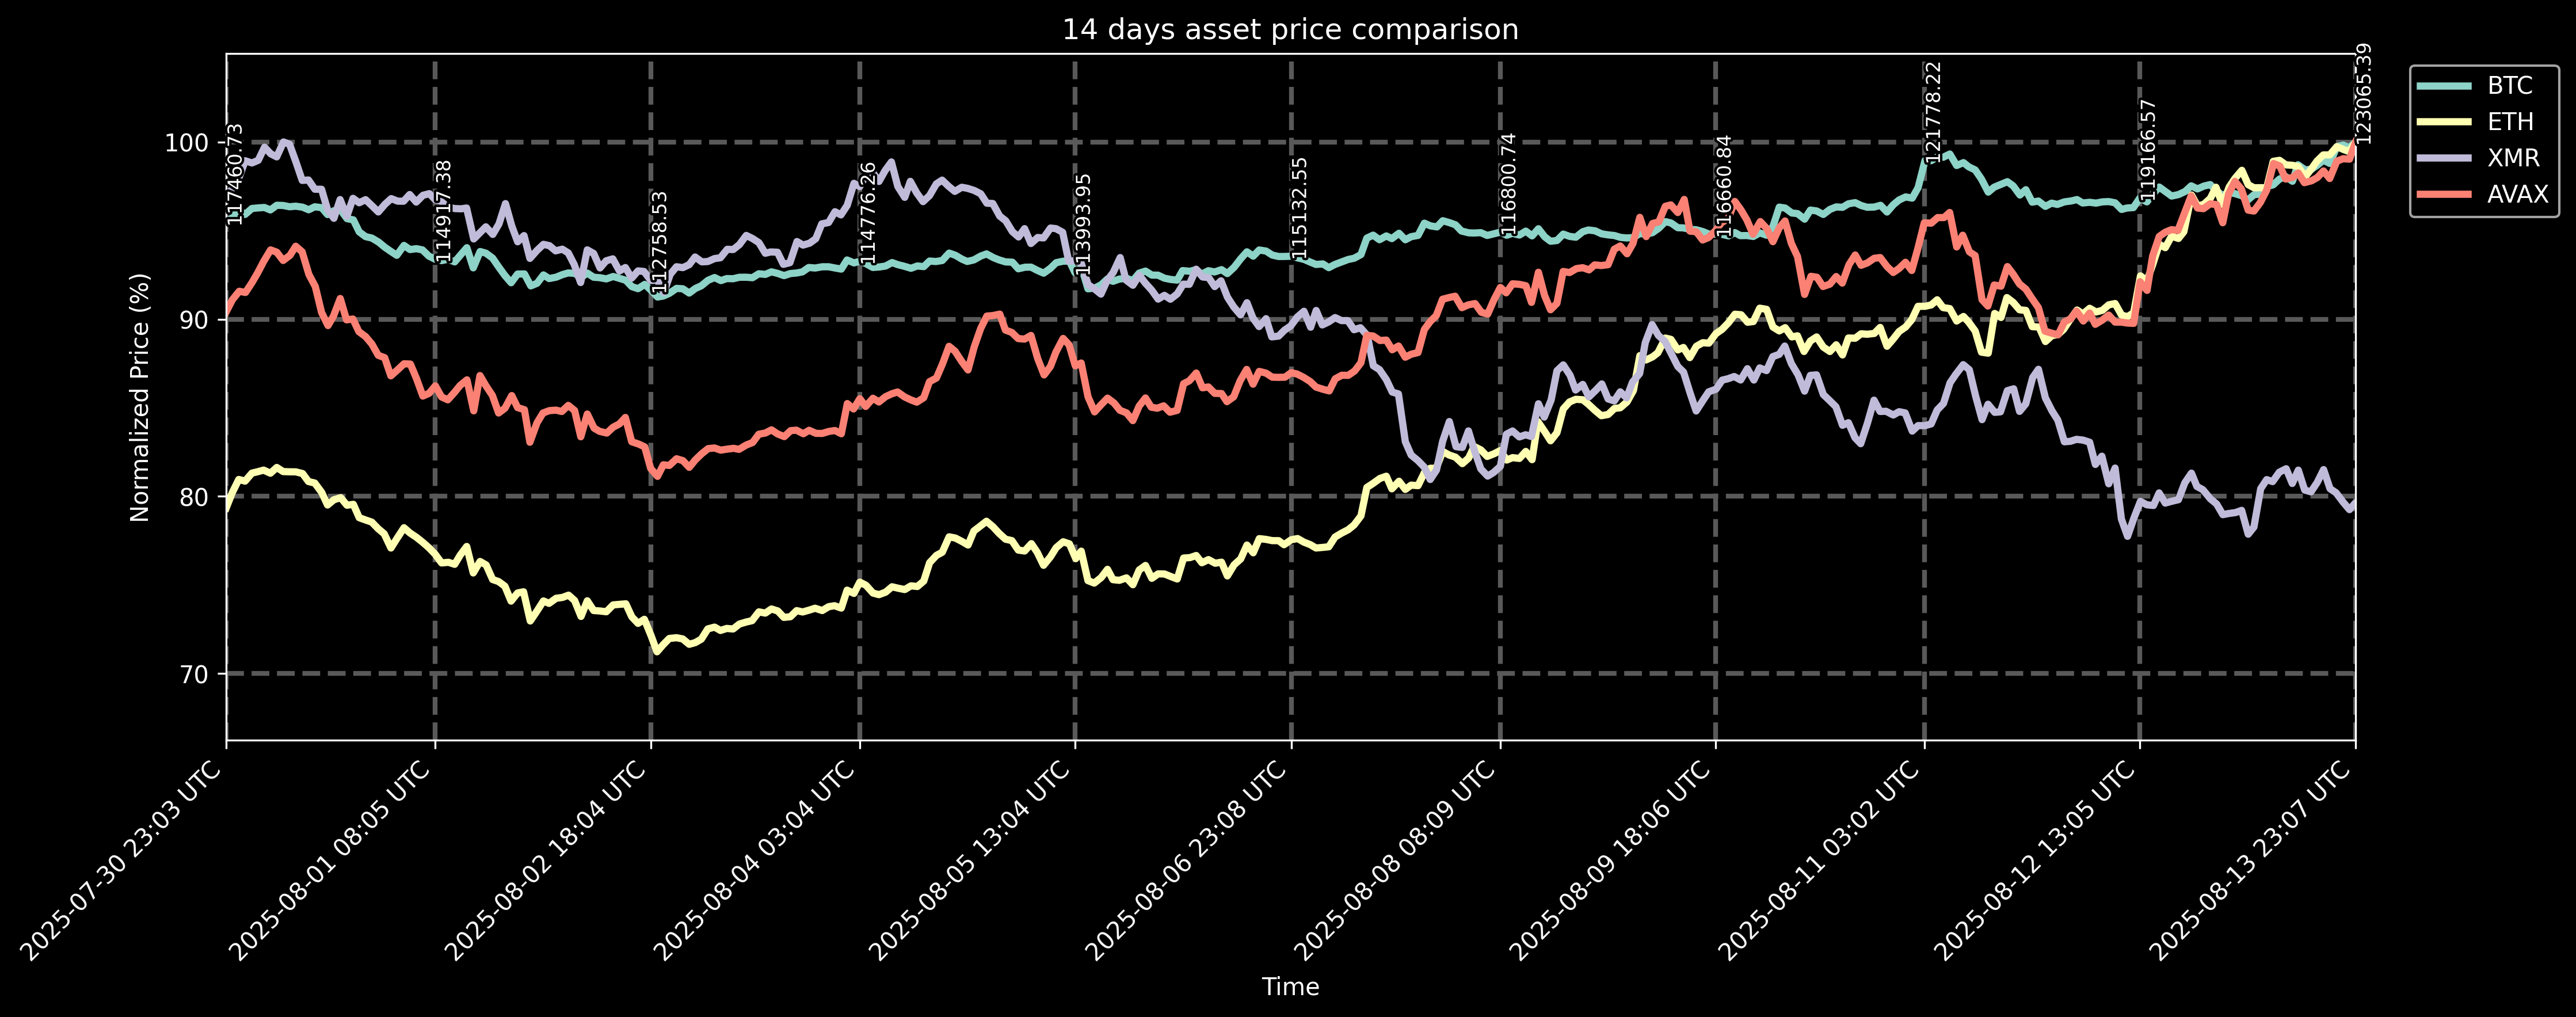 14 days asset price comparison
Normalized Price (%)
100
90
80
70
117460.73
114917.38
112758.53
114776.26
113993.95
115132.55
116800.74
116660.84
121778.22
119166.57
123065.39
BTC
ETH
XMR
AVAX
2025-07-30 23:03 UTC
2025-08-01 08:05 UTC
2025-08-02 18:04 UTC
2025-08-04 03:04 UTC
2025-08-05 13:04 UTC
2025-08-06 23:08 UTC
2025-08-08 08:09 UTC
2025-08-09 18:06 UTC
2025-08-11 03:02 UTC
2025-08-12 13:05 UTC
2025-08-13 23:07 UTC
Time